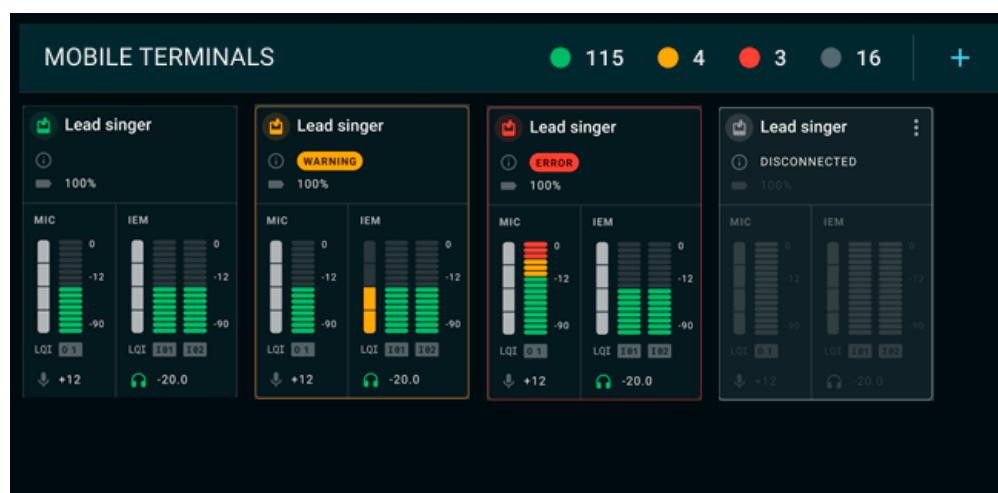 MOBILE TERMINALS 115 4 3 16 +
Lead singer
100%
MIC IEM
0 0
-12 -12
-90 -90
LQI 01 LQI I01 I02
+12 -20.0
Lead singer
WARNING
100%
MIC IEM
0 0
-12 -12
-90 -90
LQI 01 LQI I01 I02
+12 -20.0
Lead singer
ERROR
100%
MIC IEM
0 0
-12 -12
-90 -90
LQI 01 LQI I01 I02
+12 -20.0
Lead singer
DISCONNECTED
100%
MIC IEM
0 0
-12 -12
-90 -90
LQI 01 LQI I01 I02
+12 -20.0